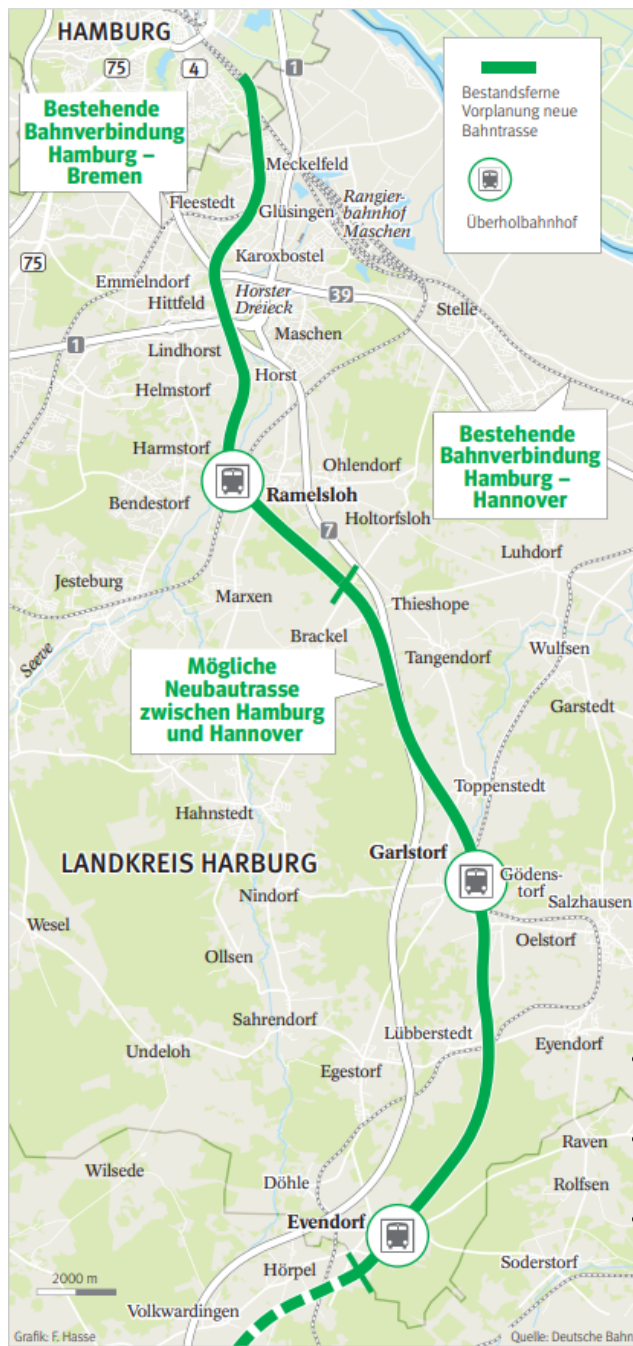 HAMBURG
75
4
1
Bestandsferne
Vorplanung neue
Bahntrasse
Überholbahnhof
Bestehende
Bahnverbindung
Hamburg –
Bremen
Meckelfeld
Fleestedt
Glüsingen
Rangier-
bahnhof
Maschen
75
Karoxbostel
Emmelndorf
Hittfeld
Horster
Dreieck
39
Stelle
1
Maschen
Lindhorst
Horst
Helmstorf
Harmstorf
Bestehende
Bahnverbindung
Hamburg –
Hannover
Ohlendorf
Ramelsloh
Bendestorf
7
Holtorfsloh
Luhdorf
Jesteburg
Marxen
Thieshope
Brackel
Seeve
Tangendorf
Wulfsen
Mögliche
Neubautrasse
zwischen Hamburg
und Hannover
Garstedt
Toppenstedt
Hahnstedt
Garlstorf
LANDKREIS HARBURG
Gödens-
torf
Nindorf
Salzhausen
Wesel
Oelstorf
Ollsen
Sahrendorf
Lübberstedt
Undeloh
Egestorf
Eyendorf
Raven
Wilsede
Rolfsen
Döhle
Evendorf
Hörpel
Soderstorf
2000 m
Volkwardingen
Grafik: F. Hasse
Quelle: Deutsche Bahn